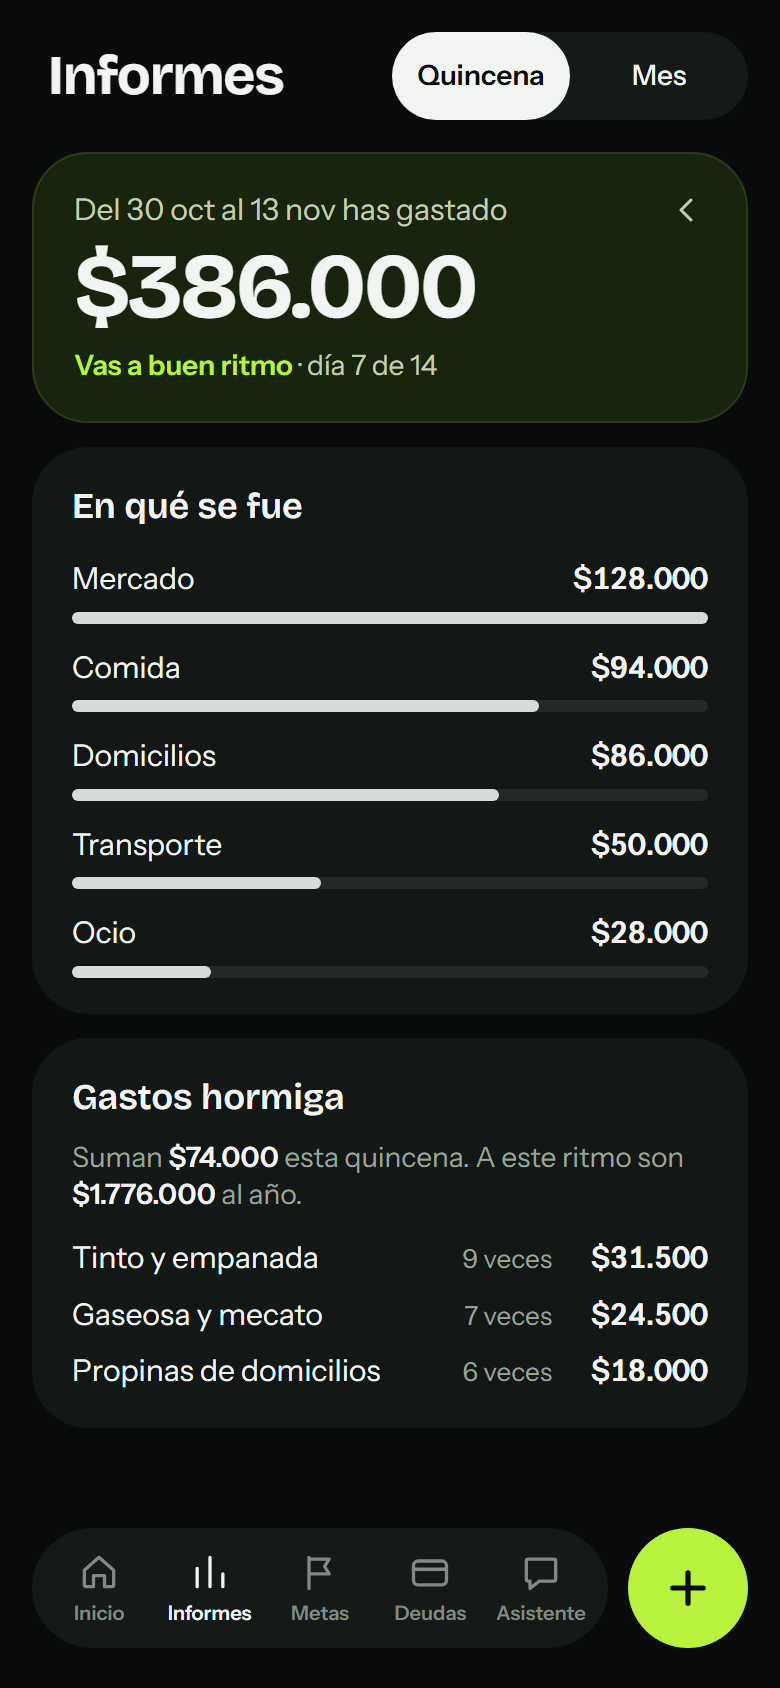 Informes
Quincena
Mes
Del 30 oct al 13 nov has gastado
$386.000
Vas a buen ritmo · día 7 de 14
En qué se fue
Mercado $128.000
Comida $94.000
Domicilios $86.000
Transporte $50.000
Ocio $28.000
Gastos hormiga
Suman $74.000 esta quincena. A este ritmo son
$1.776.000 al año.
Tinto y empanada 9 veces $31.500
Gaseosa y mecato 7 veces $24.500
Propinas de domicilios 6 veces $18.000
Inicio Informes Metas Deudas Asistente